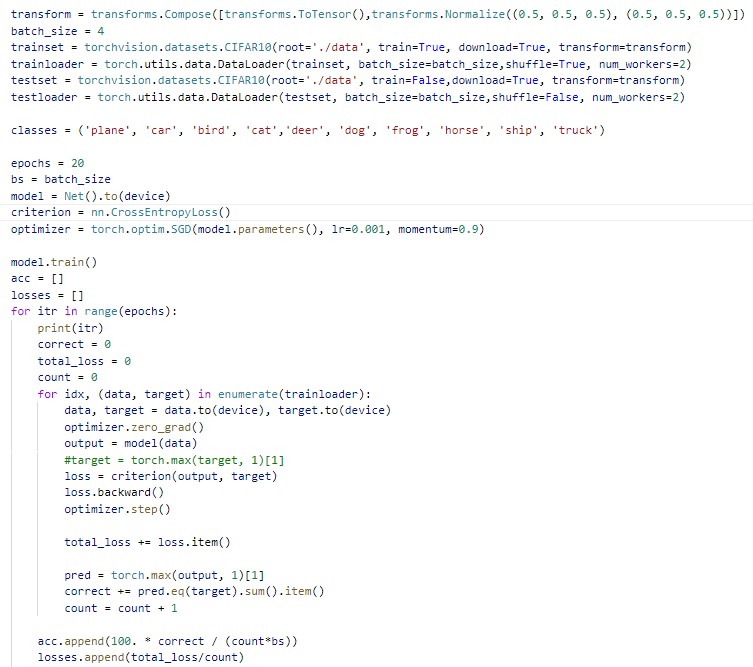 transform = transforms.Compose([transforms.ToTensor(),transforms.Normalize((0.5, 0.5, 0.5), (0.5, 0.5, 0.5))])
batch_size = 4
trainset = torchvision.datasets.CIFAR10(root='./data', train=True, download=True, transform=transform)
trainloader = torch.utils.data.DataLoader(trainset, batch_size=batch_size,shuffle=True, num_workers=2)
testset = torchvision.datasets.CIFAR10(root='./data', train=False,download=True, transform=transform)
testloader = torch.utils.data.DataLoader(testset, batch_size=batch_size,shuffle=False, num_workers=2)

classes = ('plane', 'car', 'bird', 'cat','deer', 'dog', 'frog', 'horse', 'ship', 'truck')

epochs = 20
bs = batch_size
model = Net().to(device)
criterion = nn.CrossEntropyLoss()
optimizer = torch.optim.SGD(model.parameters(), lr=0.001, momentum=0.9)

model.train()
acc = []
losses = []
for itr in range(epochs):
    print(itr)
    correct = 0
    total_loss = 0
    count = 0
    for idx, (data, target) in enumerate(trainloader):
        data, target = data.to(device), target.to(device)
        optimizer.zero_grad()
        output = model(data)
        #target = torch.max(target, 1)[1]
        loss = criterion(output, target)
        loss.backward()
        optimizer.step()

        total_loss += loss.item()

        pred = torch.max(output, 1)[1]
        correct += pred.eq(target).sum().item()
        count = count + 1

    acc.append(100. * correct / (count*bs))
    losses.append(total_loss/count)